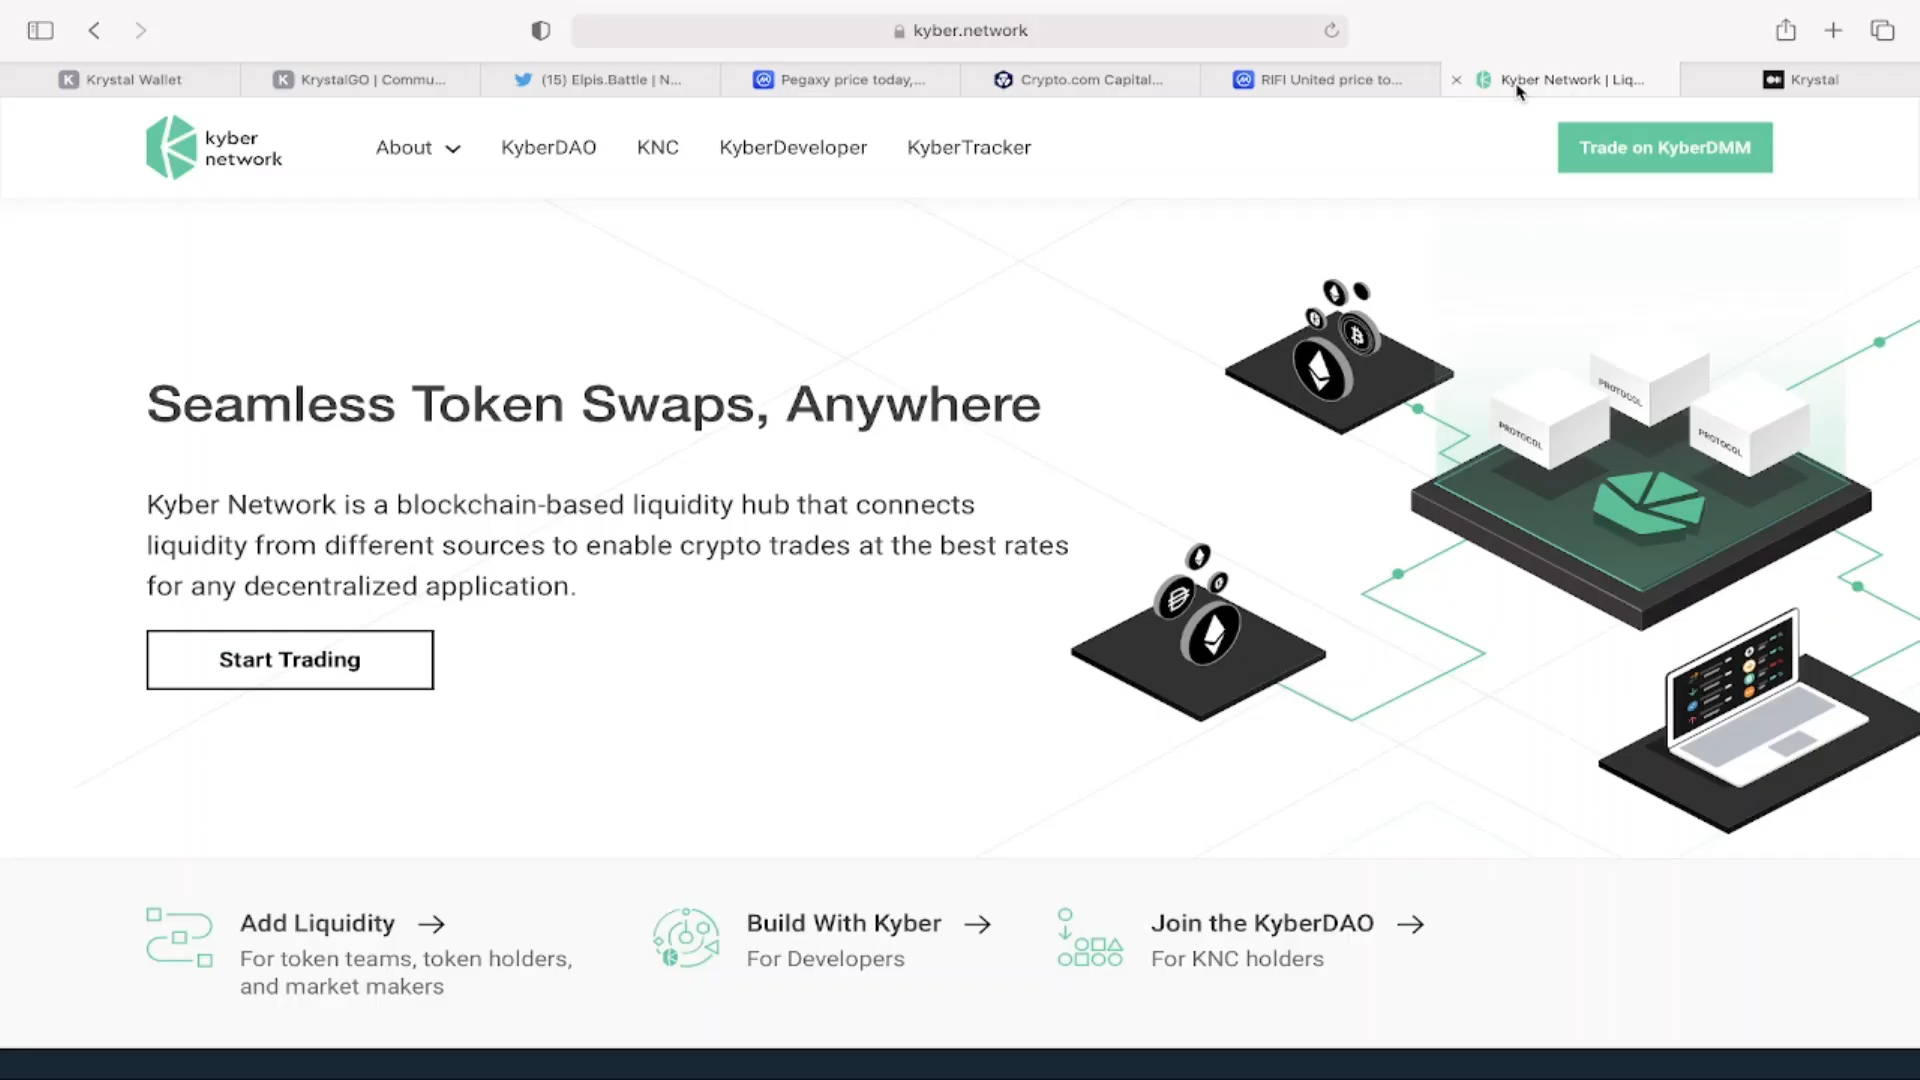 kyber.network
Krystal Wallet
KrystalGO | Commu...
(15) Elpis.Battle | N...
Pegaxy price today,...
Crypto.com Capital...
RIFI United price to...
Kyber Network | Liq...
Krystal
kyber
network
About
KyberDAO
KNC
KyberDeveloper
KyberTracker
Trade on KyberDMM
Seamless Token Swaps, Anywhere
Kyber Network is a blockchain-based liquidity hub that connects
liquidity from different sources to enable crypto trades at the best rates
for any decentralized application.
Start Trading
PROTOCOL
PROTOCOL
PROTOCOL
Add Liquidity
For token teams, token holders,
and market makers
Build With Kyber
For Developers
Join the KyberDAO
For KNC holders